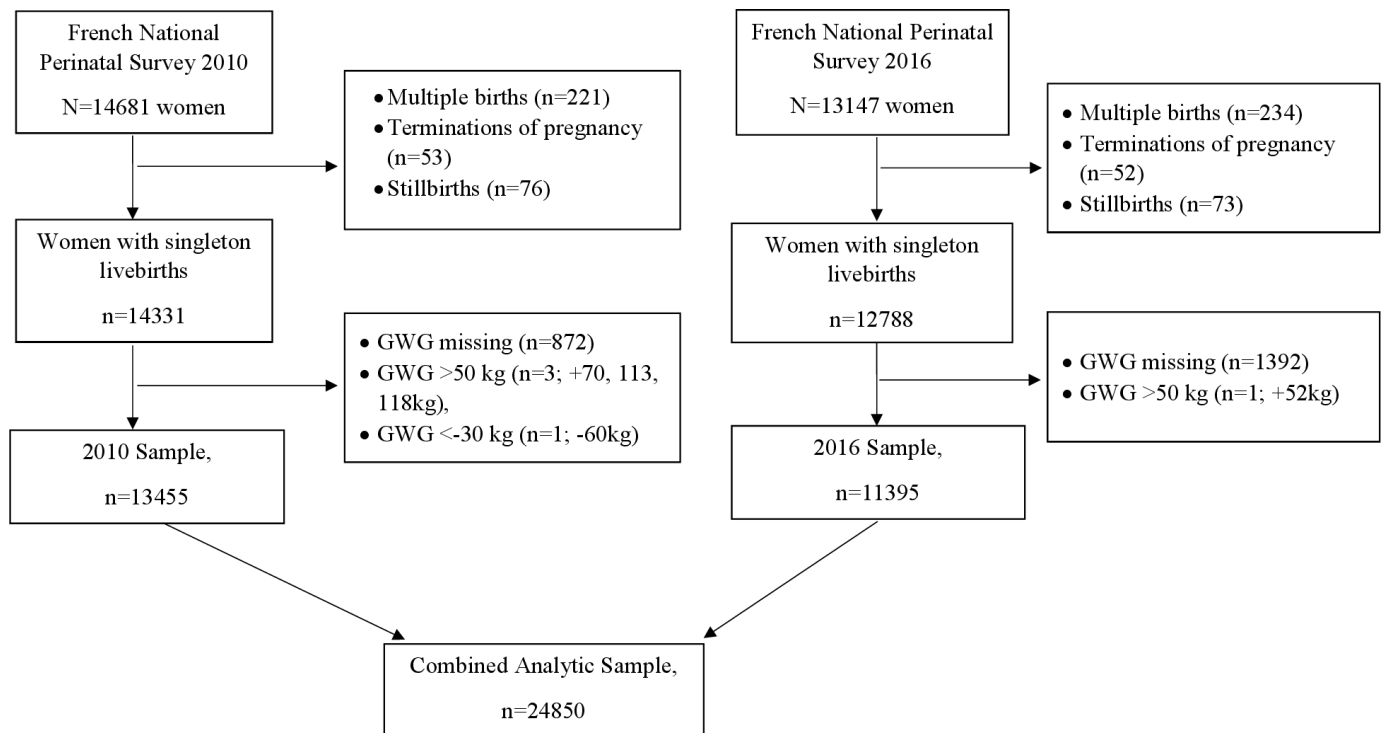 French National
Perinatal Survey 2010
N=14681 women
• Multiple births (n=221)
• Terminations of pregnancy
(n=53)
• Stillbirths (n=76)
Women with singleton
livebirths
n=14331
• GWG missing (n=872)
• GWG >50 kg (n=3; +70, 113,
118kg),
• GWG <-30 kg (n=1; -60kg)
2010 Sample,
n=13455
French National Perinatal
Survey 2016
N=13147 women
• Multiple births (n=234)
• Terminations of pregnancy
(n=52)
• Stillbirths (n=73)
Women with singleton
livebirths
n=12788
• GWG missing (n=1392)
• GWG >50 kg (n=1; +52kg)
2016 Sample,
n=11395
Combined Analytic Sample,
n=24850